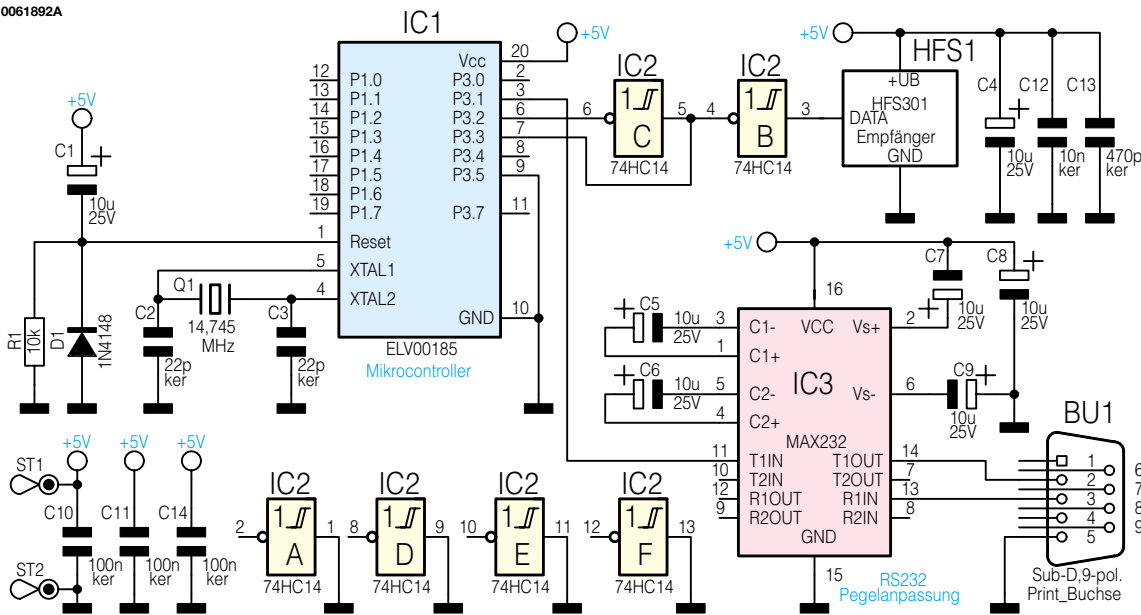 0061892A
IC1
+5V
20
Vcc
12 P1.0 P3.0 2
13 P1.1 P3.1 3
14 P1.2 P3.2 6
15 P1.3 P3.3 7
16 P1.4 P3.4 8
17 P1.5 P3.5 9
18 P1.6
19 P1.7 P3.7 11
1 Reset
5 XTAL1
4 XTAL2
GND 10
ELV00185
Mikrocontroller
+5V
C1 +
10u
25V
R1
10k
D1
1N4148
C2
22p
ker
Q1
14,745
MHz
C3
22p
ker
IC2
6 1 5
C
74HC14
IC2
4 1 3
B
74HC14
+5V
HFS1
+UB
HFS301
DATA
Empfänger
GND
C4
+
10u
25V
C12
10n
ker
C13
470p
ker
+5V
16
3 C1- VCC Vs+ 2
1 C1+
IC3
5 C2- Vs- 6
4 C2+
MAX232
11 T1IN T1OUT 14
10 T2IN T2OUT 7
12 R1OUT R1IN 13
9 R2OUT R2IN 8
GND
15
RS232
Pegelanpassung
+ C5
10u
25V
+ C6
10u
25V
C7
+
10u
25V
C8 +
10u
25V
C9 +
10u
25V
BU1
1
6
2
7
3
8
4
9
5
Sub-D,9-pol.
Print_Buchse
ST1
ST2
+5V
C10
100n
ker
+5V
C11
100n
ker
+5V
C14
100n
ker
IC2
2 1 1
A
74HC14
IC2
8 1 9
D
74HC14
IC2
10 1 11
E
74HC14
IC2
12 1 13
F
74HC14